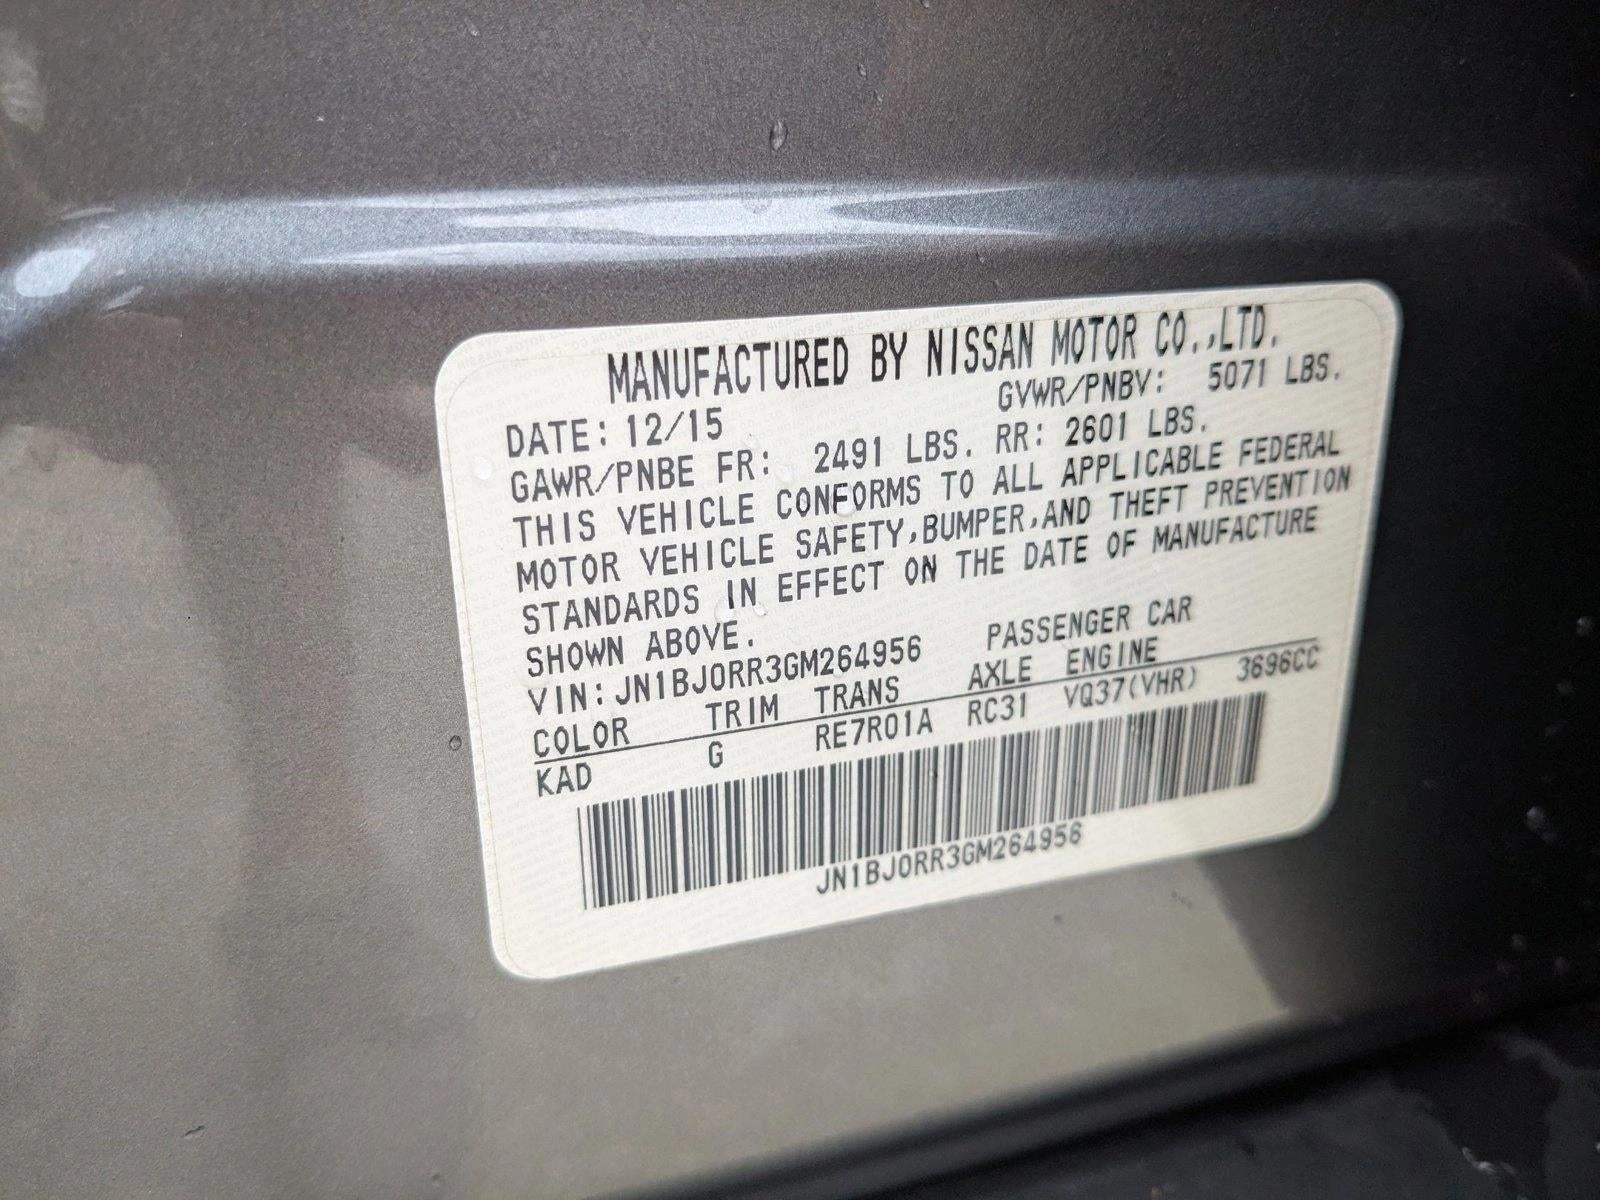 MANUFACTURED BY NISSAN MOTOR CO.,LTD.
DATE: 12/15 GVWR/PNBV: 5071 LBS.
GAWR/PNBE FR: 2491 LBS. RR: 2601 LBS.
THIS VEHICLE CONFORMS TO ALL APPLICABLE FEDERAL
MOTOR VEHICLE SAFETY,BUMPER,AND THEFT PREVENTION
STANDARDS IN EFFECT ON THE DATE OF MANUFACTURE
SHOWN ABOVE.
VIN: JN1BJ0RR3GM264956 PASSENGER CAR
COLOR TRIM TRANS AXLE ENGINE
KAD G RE7R01A RC31 VQ37(VHR) 3696CC
JN1BJ0RR3GM264956